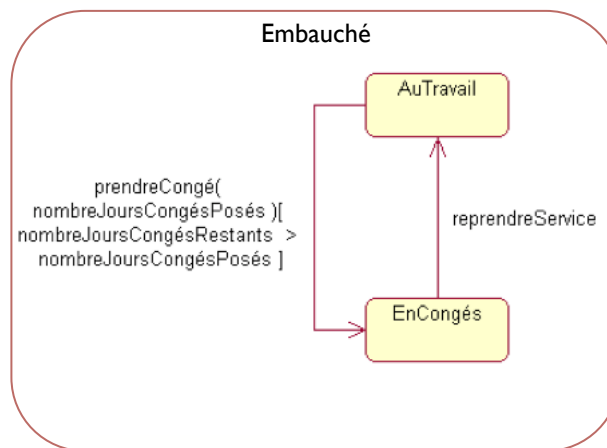 Embauché
AuTravail
prendreCongé(
nombreJoursCongésPosés )[
nombreJoursCongésRestants >
nombreJoursCongésPosés ]
reprendreService
EnCongés